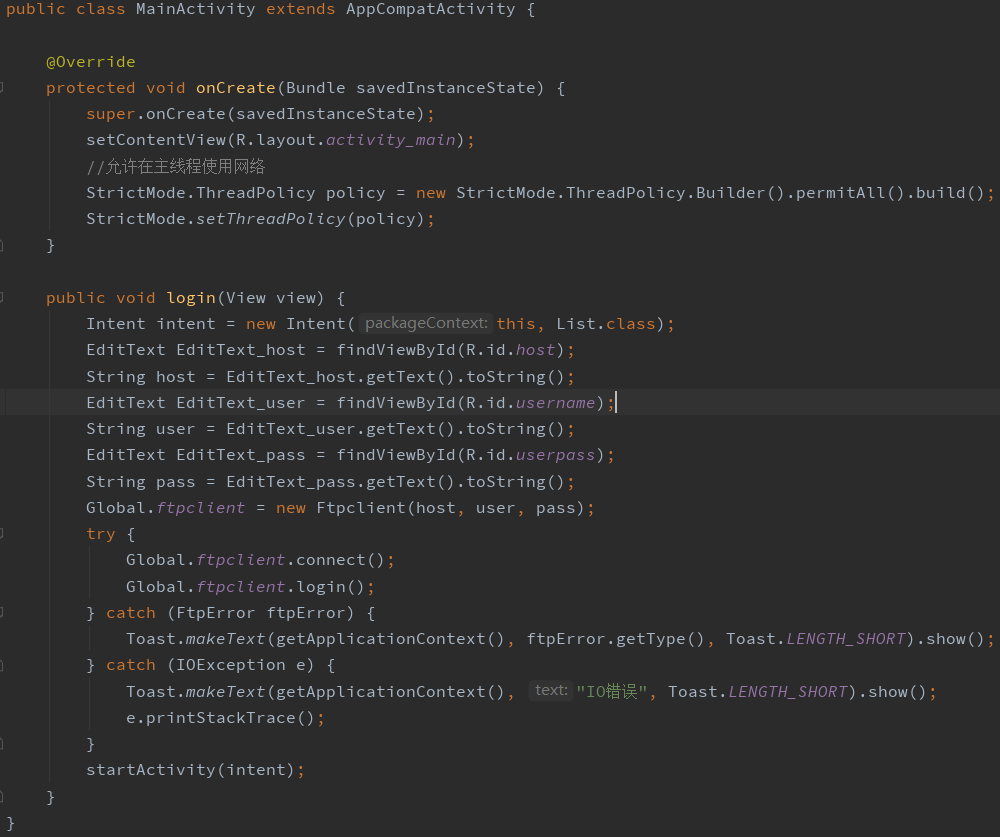 public class MainActivity extends AppCompatActivity {
@Override
protected void onCreate(Bundle savedInstanceState) {
super.onCreate(savedInstanceState);
setContentView(R.layout.activity_main);
//允许在主线程使用网络
StrictMode.ThreadPolicy policy = new StrictMode.ThreadPolicy.Builder().permitAll().build();
StrictMode.setThreadPolicy(policy);
}
public void login(View view) {
Intent intent = new Intent( packageContext: this, List.class);
EditText EditText_host = findViewById(R.id.host);
String host = EditText_host.getText().toString();
EditText EditText_user = findViewById(R.id.username);
String user = EditText_user.getText().toString();
EditText EditText_pass = findViewById(R.id.userpass);
String pass = EditText_pass.getText().toString();
Global.ftpclient = new Ftpclient(host, user, pass);
try {
Global.ftpclient.connect();
Global.ftpclient.login();
} catch (FtpError ftpError) {
Toast.makeText(getApplicationContext(), ftpError.getType(), Toast.LENGTH_SHORT).show();
} catch (IOException e) {
Toast.makeText(getApplicationContext(), text: "IO错误", Toast.LENGTH_SHORT).show();
e.printStackTrace();
}
startActivity(intent);
}
}